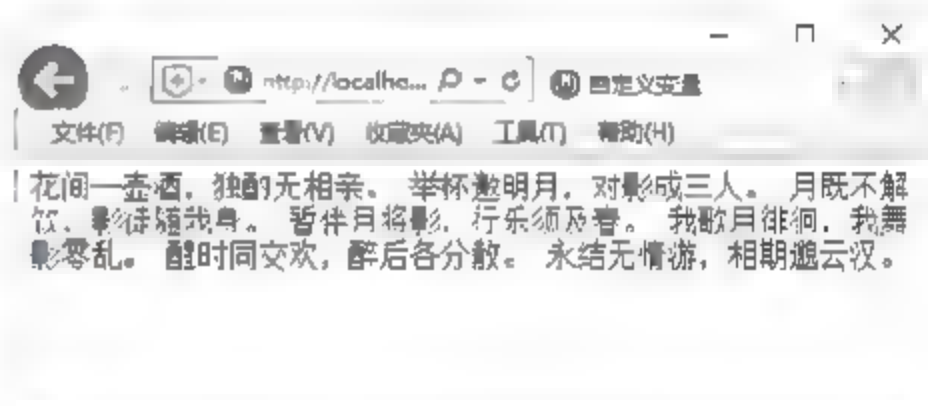 http://localho... 自定义变量
文件(F) 编辑(E) 查看(V) 收藏夹(A) 工具(T) 帮助(H)
花间一壶酒，独酌无相亲。 举杯邀明月，对影成三人。 月既不解
饮，影徒随我身。 暂伴月将影，行乐须及春。 我歌月徘徊，我舞
影零乱。 醒时同交欢，醉后各分散。 永结无情游，相期邈云汉。